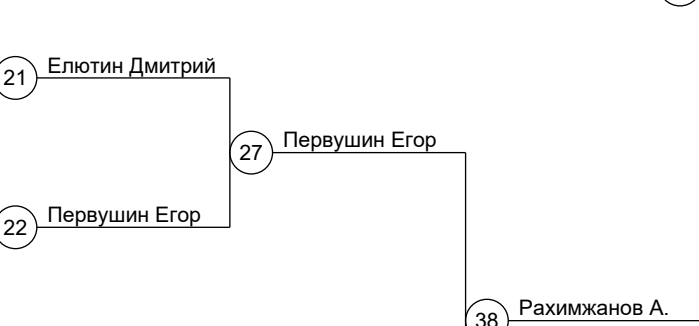 21 Елютин Дмитрий
27 Первушин Егор
22 Первушин Егор
38 Рахимжанов А.